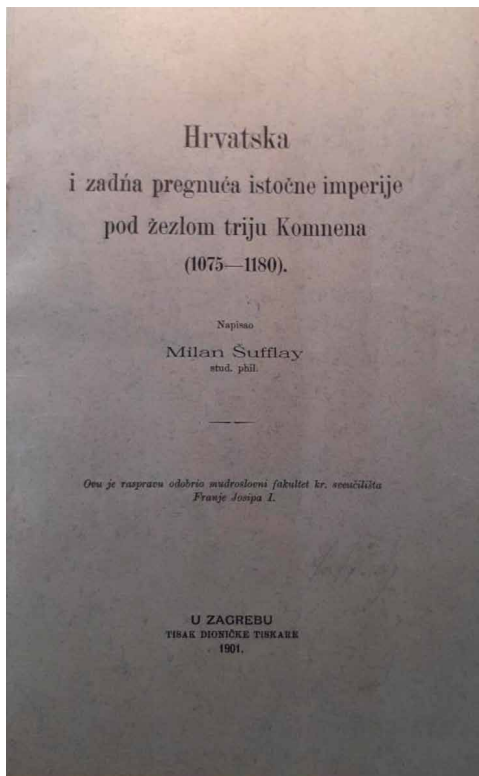 Hrvatska
i zadńa pregnuća istočne imperije
pod žezlom triju Komnena
(1075—1180).
Napisao
Milan Šufflay
stud. phil.
Ovu je raspravu odobrio mudroslovni fakultet kr. sveučilišta
Franje Josipa I.
U ZAGREBU
TISAK DIONIČKE TISKARE
1901.